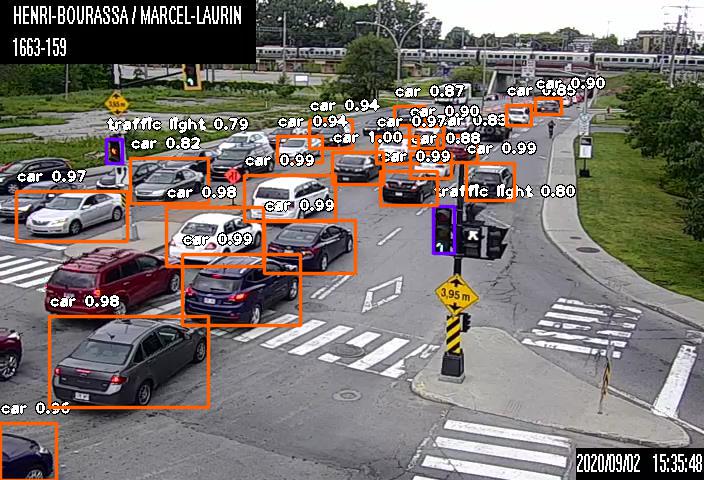 HENRI-BOURASSA / MARCEL-LAURIN
1663-159
car 0.90
car 0.85
car 0.87
car 0.94
car 0.90
car 0.94
car 0.97
car 0.83
traffic light 0.79
1.00
0.88
car 0.82
car 0.99
car 0.99
car 0.99
car 0.97
car 0.98
traffic light 0.80
car 0.99
car 0.99
3,95 m
car 0.98
car 0.96
2020/09/02 15:35:48